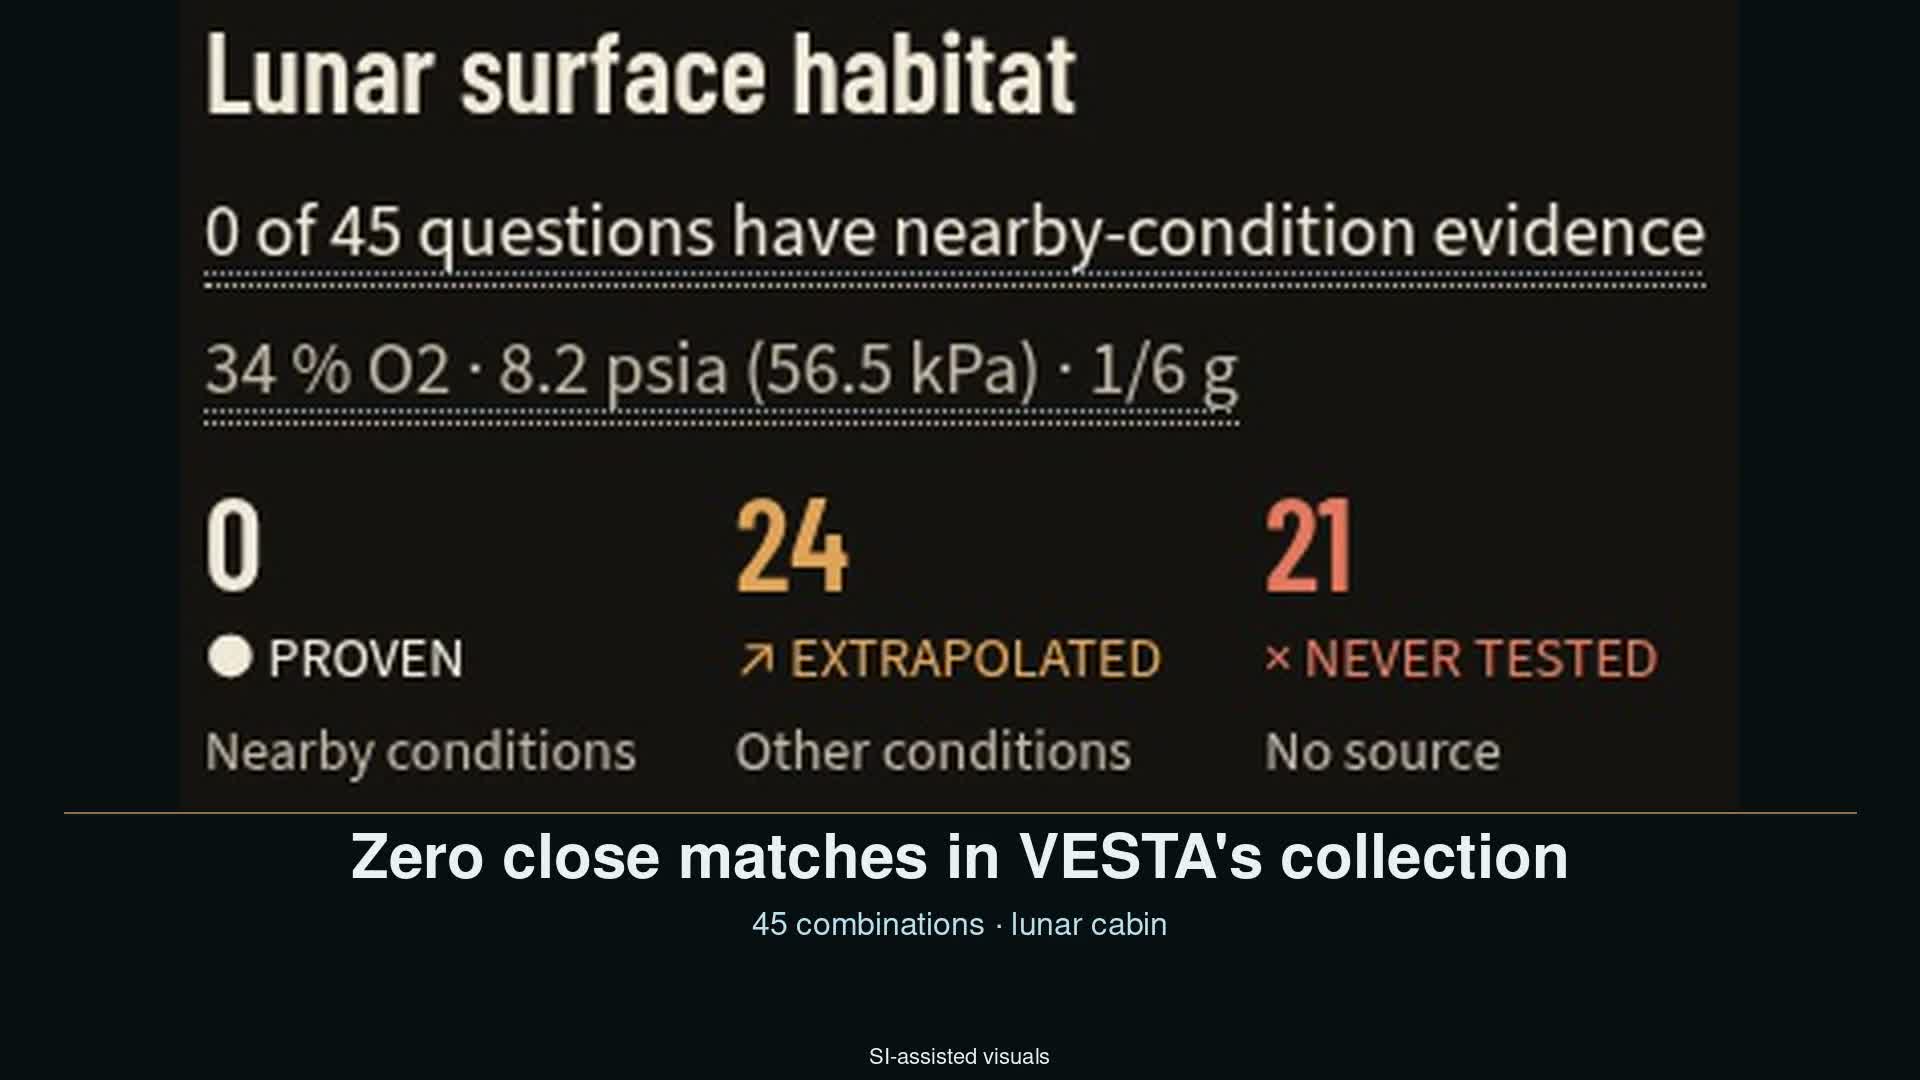 Lunar surface habitat
0 of 45 questions have nearby-condition evidence
34 % O2 · 8.2 psia (56.5 kPa) · 1/6 g
0 24 21
● PROVEN ↗ EXTRAPOLATED × NEVER TESTED
Nearby conditions Other conditions No source
Zero close matches in VESTA's collection
45 combinations · lunar cabin
SI-assisted visuals